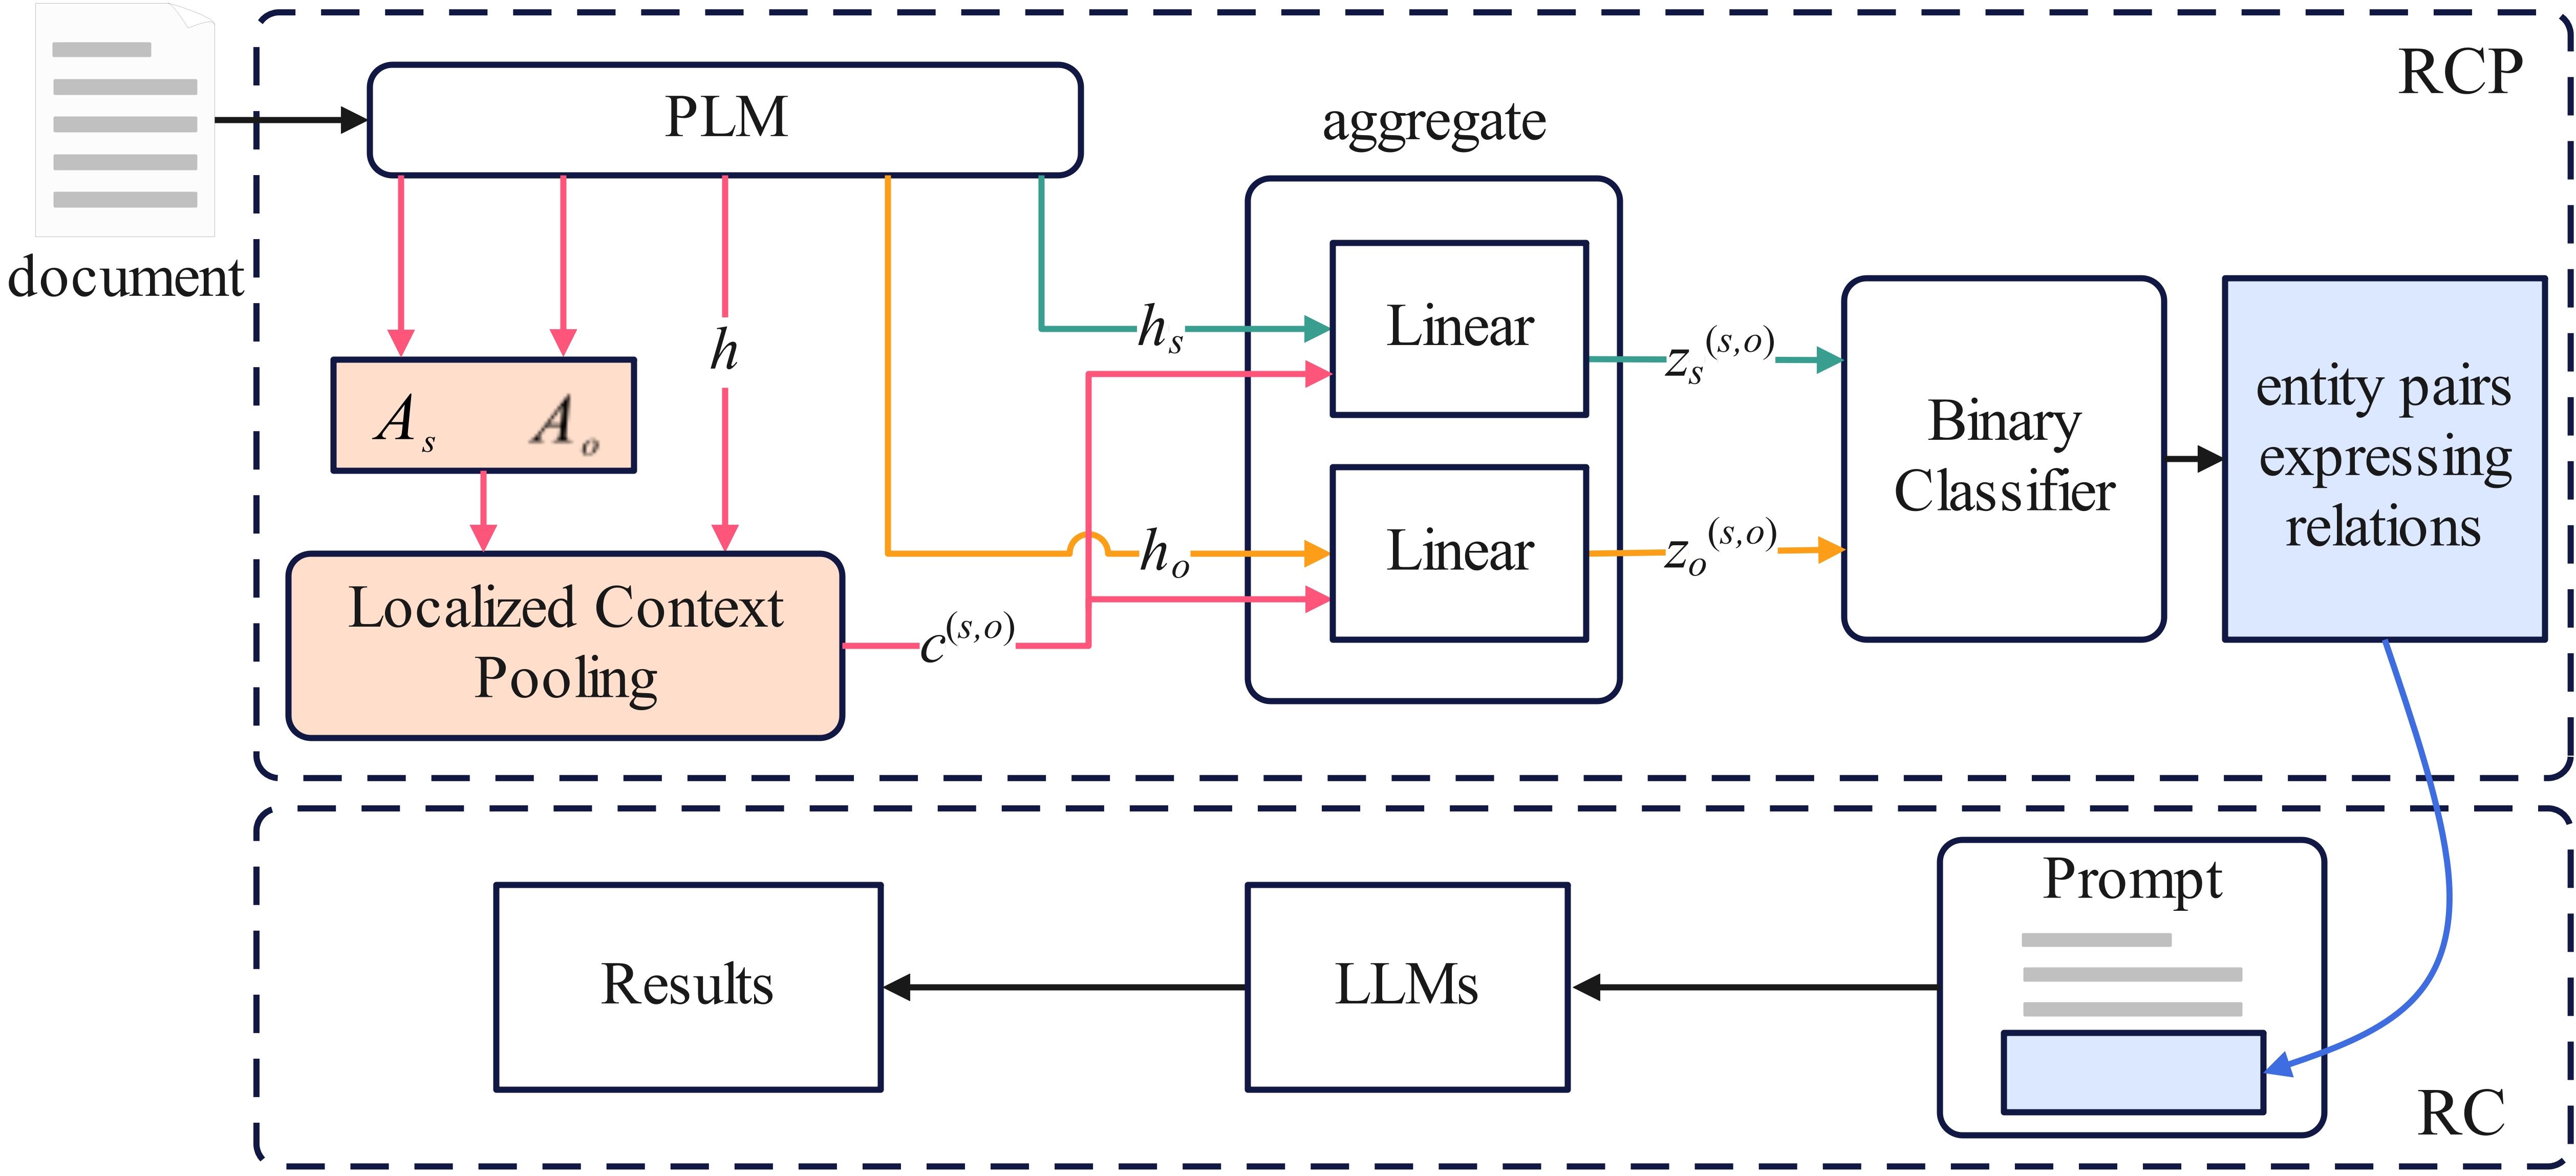 RCP
PLM
aggregate
document
h
h_s
Linear
z_s^(s,o)
A_s A_o
Binary
Classifier
entity pairs
expressing
relations
h_o
Linear
z_o^(s,o)
Localized Context
Pooling
c^(s,o)
Prompt
Results
LLMs
RC